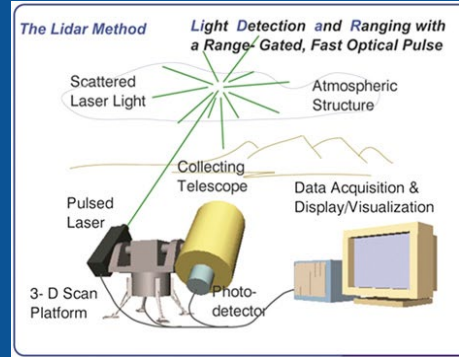 The Lidar Method
Light Detection and Ranging with
a Range- Gated, Fast Optical Pulse
Scattered
Laser Light
Atmospheric
Structure
Collecting
Telescope
Pulsed
Laser
Data Acquisition &
Display/Visualization
3- D Scan
Platform
Photo-
detector